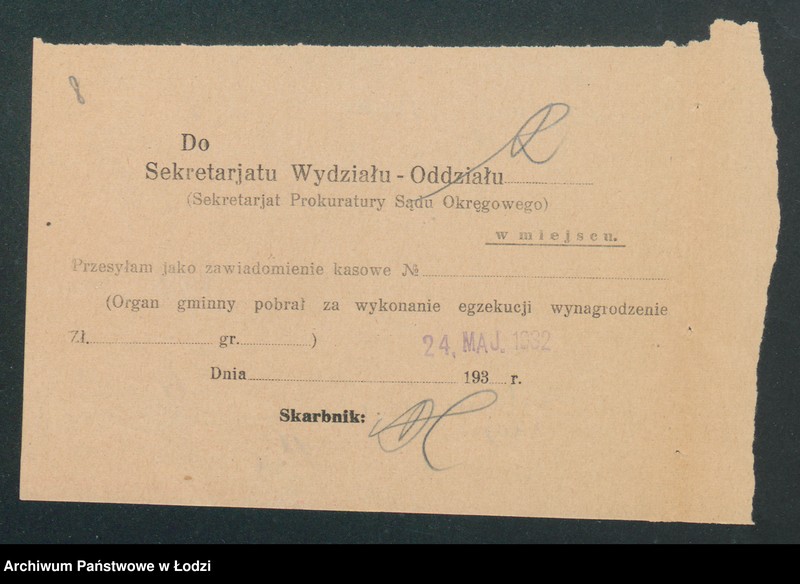 8
Do
Sekretarjatu Wydziału - Oddziału
(Sekretarjat Prokuratury Sądu Okręgowego)
w miejscu.
Przesyłam jako zawiadomienie kasowe №
(Organ gminny pobrał za wykonanie egzekucji wynagrodzenie
Zł. gr. )
24. MAJ. 1932
Dnia 193 r.
Skarbnik:
Archiwum Państwowe w Łodzi